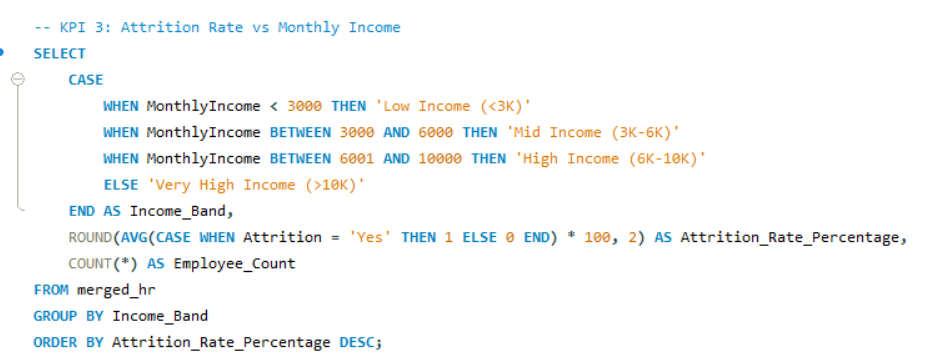 -- KPI 3: Attrition Rate vs Monthly Income
SELECT
CASE
WHEN MonthlyIncome < 3000 THEN 'Low Income (<3K)'
WHEN MonthlyIncome BETWEEN 3000 AND 6000 THEN 'Mid Income (3K-6K)'
WHEN MonthlyIncome BETWEEN 6001 AND 10000 THEN 'High Income (6K-10K)'
ELSE 'Very High Income (>10K)'
END AS Income_Band,
ROUND(AVG(CASE WHEN Attrition = 'Yes' THEN 1 ELSE 0 END) * 100, 2) AS Attrition_Rate_Percentage,
COUNT(*) AS Employee_Count
FROM merged_hr
GROUP BY Income_Band
ORDER BY Attrition_Rate_Percentage DESC;